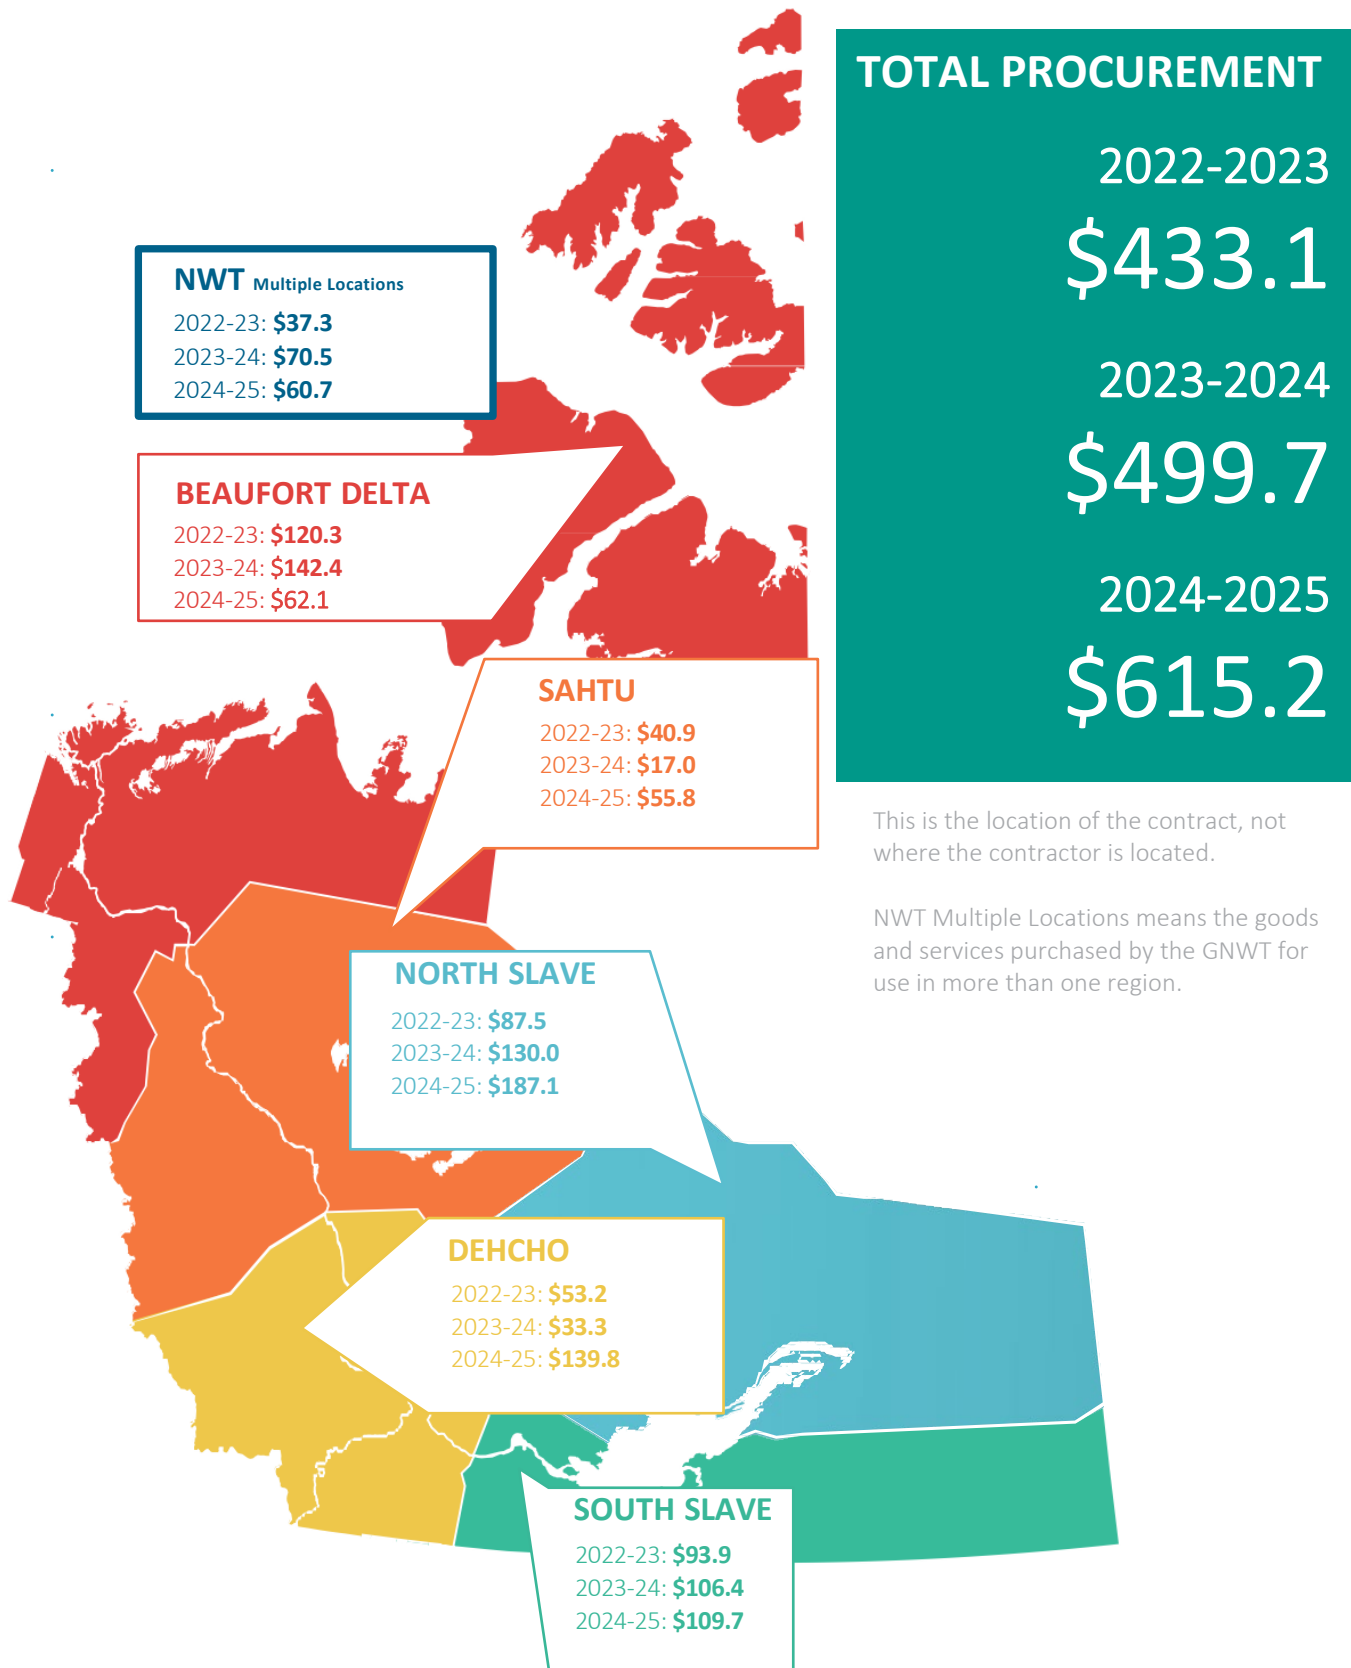 TOTAL PROCUREMENT
2022-2023
$433.1
2023-2024
$499.7
2024-2025
$615.2
NWT Multiple Locations
2022-23: $37.3
2023-24: $70.5
2024-25: $60.7
BEAUFORT DELTA
2022-23: $120.3
2023-24: $142.4
2024-25: $62.1
SAHTU
2022-23: $40.9
2023-24: $17.0
2024-25: $55.8
This is the location of the contract, not
where the contractor is located.
NWT Multiple Locations means the goods
and services purchased by the GNWT for
use in more than one region.
NORTH SLAVE
2022-23: $87.5
2023-24: $130.0
2024-25: $187.1
DEHCHO
2022-23: $53.2
2023-24: $33.3
2024-25: $139.8
SOUTH SLAVE
2022-23: $93.9
2023-24: $106.4
2024-25: $109.7